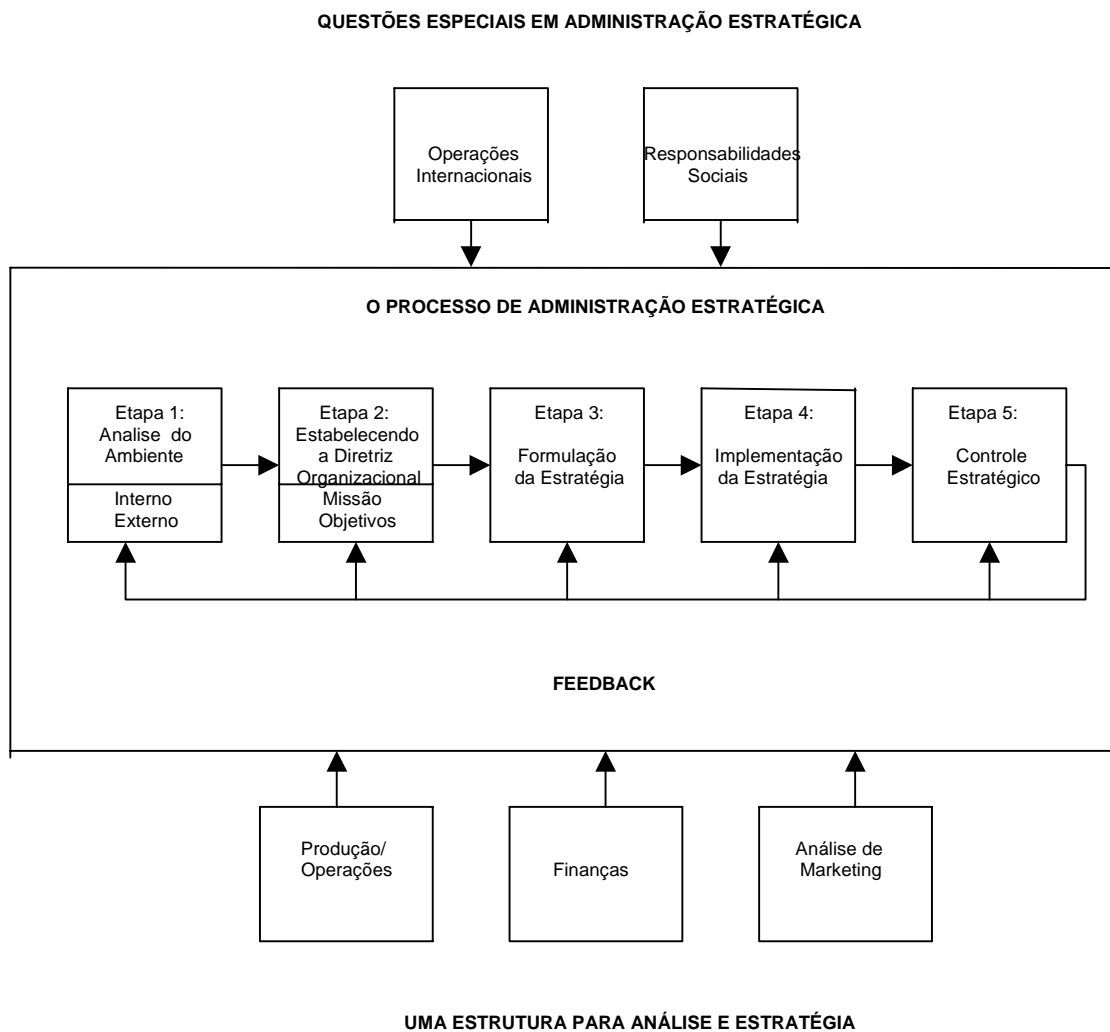 QUESTÕES ESPECIAIS EM ADMINISTRAÇÃO ESTRATÉGICA
Operações
Internacionais
Responsabilidades
Sociais
O PROCESSO DE ADMINISTRAÇÃO ESTRATÉGICA
Etapa 1:
Analise do
Ambiente
Interno
Externo
Etapa 2:
Estabelecendo
a Diretriz
Organizacional
Missão
Objetivos
Etapa 3:
Formulação
da Estratégia
Etapa 4:
Implementação
da Estratégia
Etapa 5:
Controle
Estratégico
FEEDBACK
Produção/
Operações
Finanças
Análise de
Marketing
UMA ESTRUTURA PARA ANÁLISE E ESTRATÉGIA